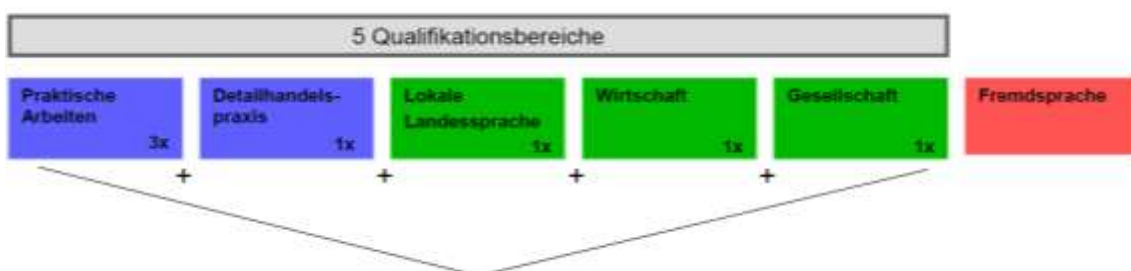 5 Qualifikationsbereiche
Praktische
Arbeiten
3x
Detailhandels-
praxis
1x
Lokale
Landessprache
1x
Wirtschaft
1x
Gesellschaft
1x
Fremdsprache
+
+
+
+